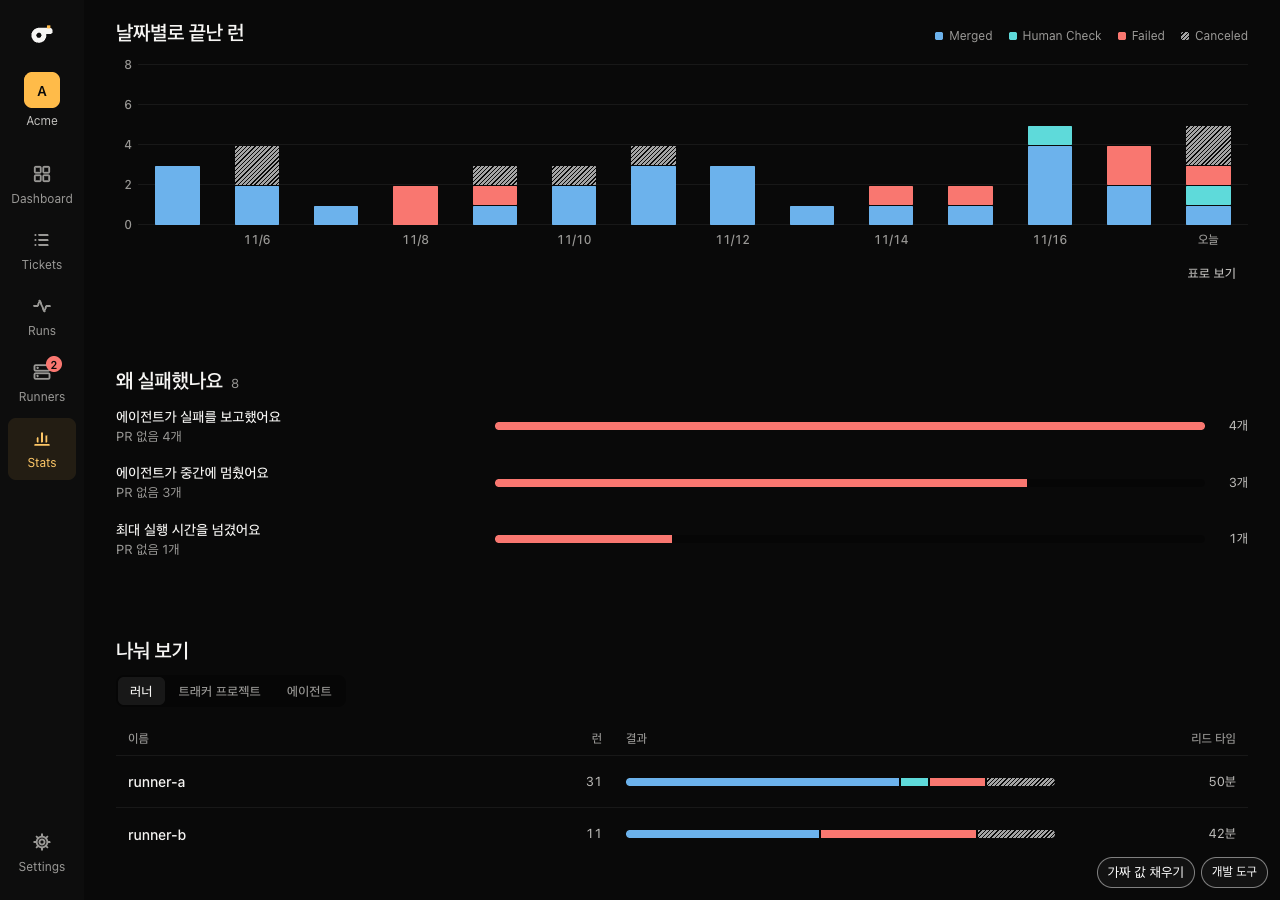 날짜별로 끝난 런
Merged Human Check Failed Canceled
8
6
4
2
0
11/6 11/8 11/10 11/12 11/14 11/16 오늘
표로 보기
A
Acme
Dashboard
Tickets
Runs
2
Runners
Stats
Settings
왜 실패했나요 8
에이전트가 실패를 보고했어요
PR 없음 4개
4개
에이전트가 중간에 멈췄어요
PR 없음 3개
3개
최대 실행 시간을 넘겼어요
PR 없음 1개
1개
나눠 보기
러너 트래커 프로젝트 에이전트
이름 런 결과 리드 타임
runner-a 31 50분
runner-b 11 42분
가짜 값 채우기 개발 도구